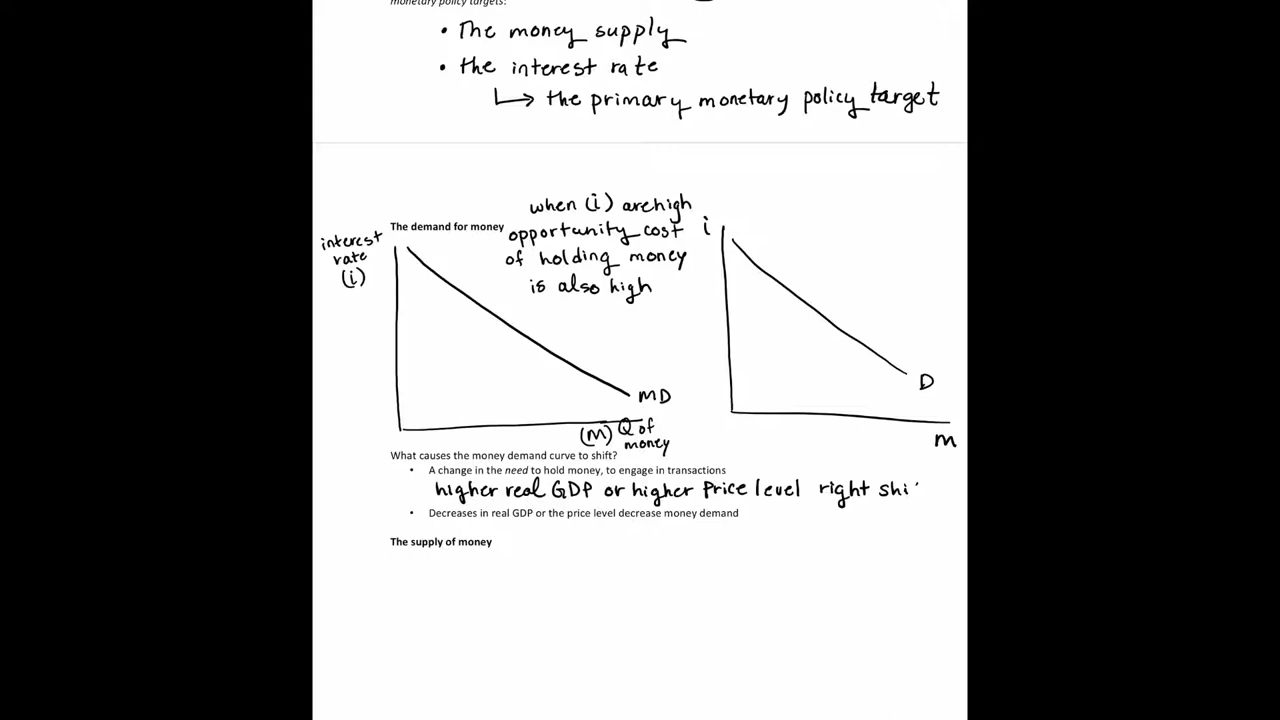 monetary policy targets:
• The money supply
• the interest rate
↳ the primary monetary policy target
The demand for money
when (i) are high
opportunity cost
of holding money
is also high
interest
rate
(i)
MD
(M) Q of
money
i
D
M
What causes the money demand curve to shift?
• A change in the need to hold money, to engage in transactions
higher real GDP or higher Price level right shi
• Decreases in real GDP or the price level decrease money demand
The supply of money